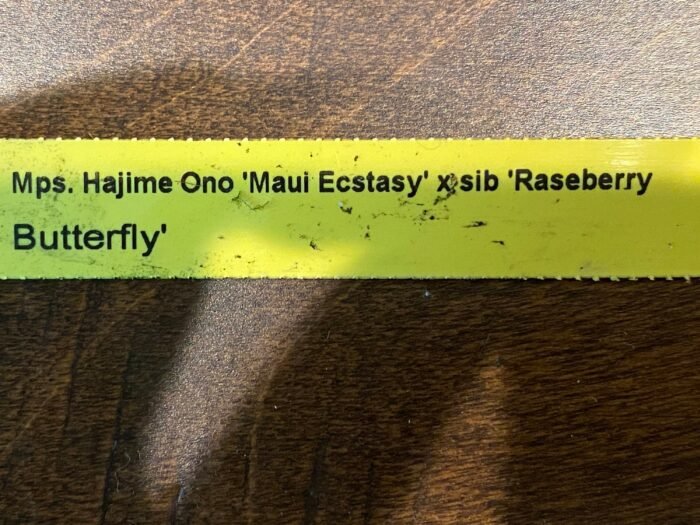 Mps. Hajime Ono 'Maui Ecstasy' x sib 'Raseberry
Butterfly'